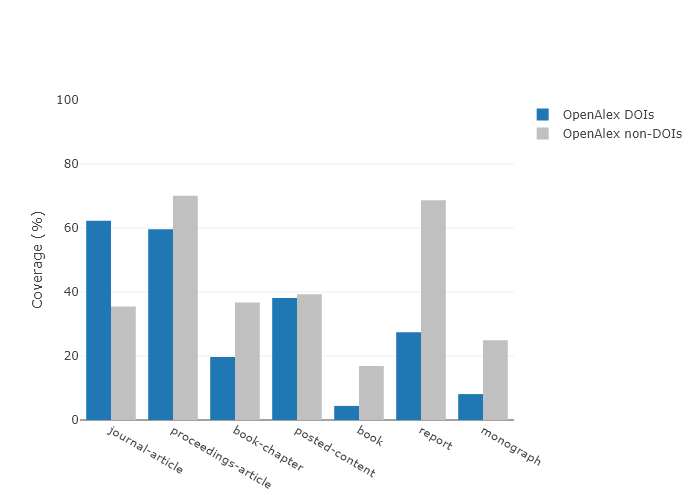 100
80
60
40
20
0
Coverage (%)
journal-article
proceedings-article
book-chapter
posted-content
book
report
monograph
OpenAlex DOIs
OpenAlex non-DOIs